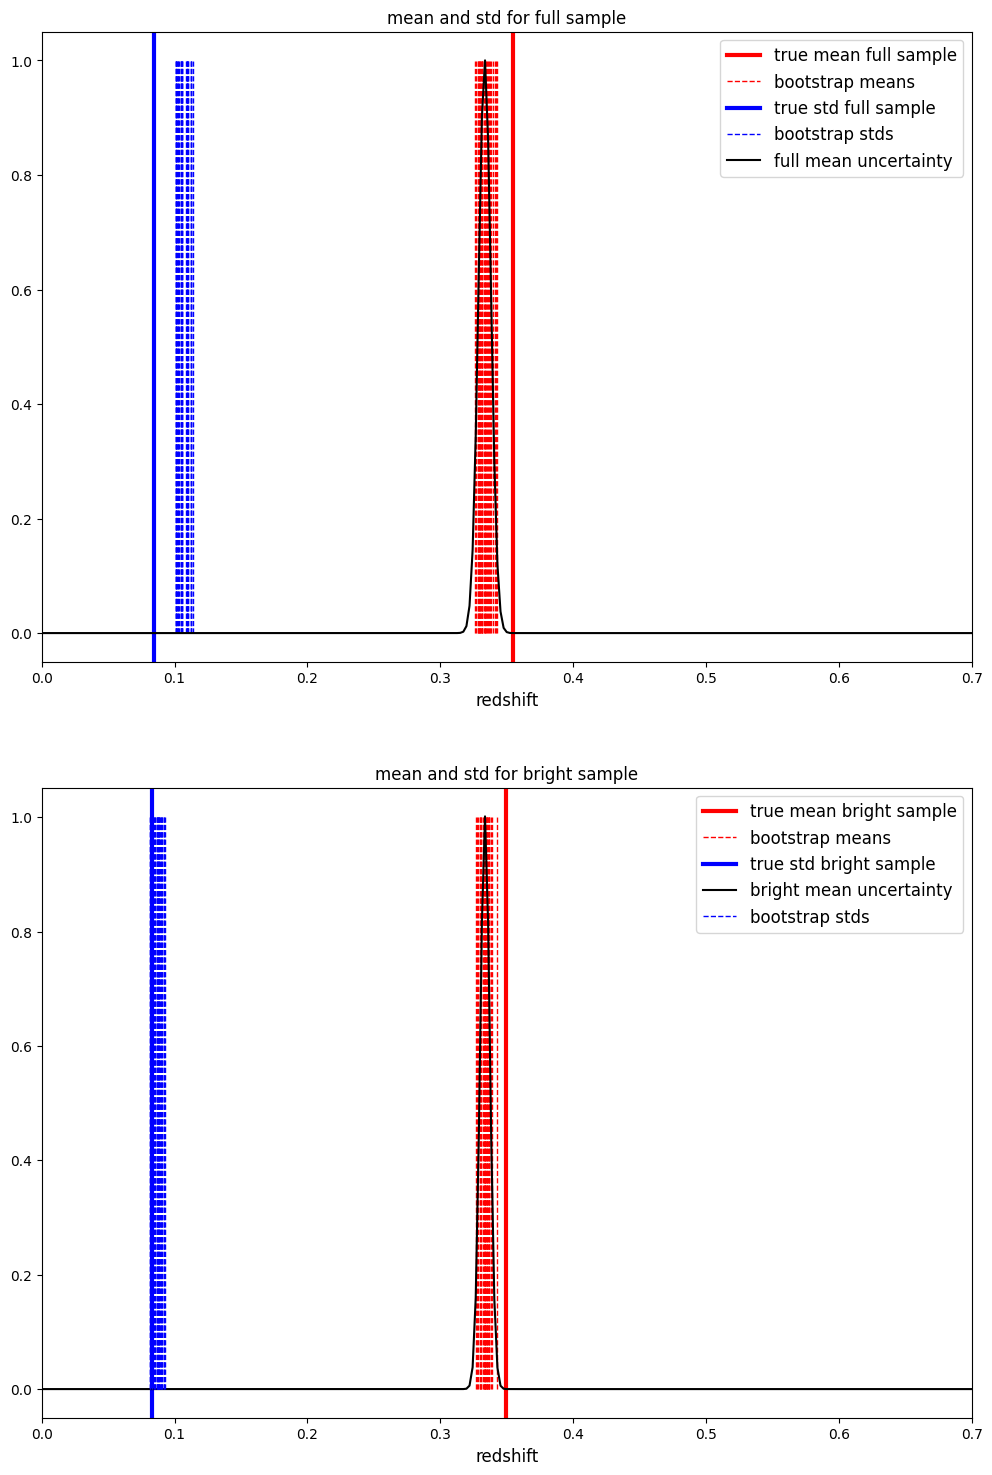 mean and std for full sample
true mean full sample
bootstrap means
true std full sample
bootstrap stds
full mean uncertainty
1.0
0.8
0.6
0.4
0.2
0.0
0.0 0.1 0.2 0.3 0.4 0.5 0.6 0.7
redshift
mean and std for bright sample
true mean bright sample
bootstrap means
true std bright sample
bright mean uncertainty
bootstrap stds
1.0
0.8
0.6
0.4
0.2
0.0
0.0 0.1 0.2 0.3 0.4 0.5 0.6 0.7
redshift